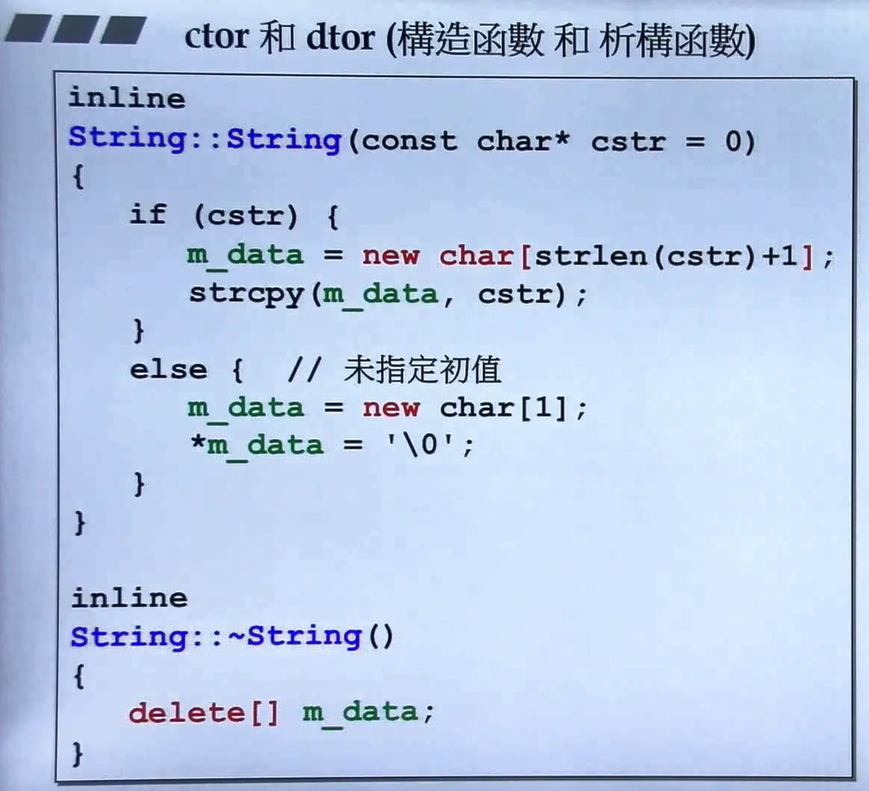 ctor 和 dtor (構造函數 和 析構函數)
inline
String::String(const char* cstr = 0)
{
   if (cstr) {
      m_data = new char[strlen(cstr)+1];
      strcpy(m_data, cstr);
   }
   else {  // 未指定初值
      m_data = new char[1];
      *m_data = '\0';
   }
}
inline
String::~String()
{
   delete[] m_data;
}